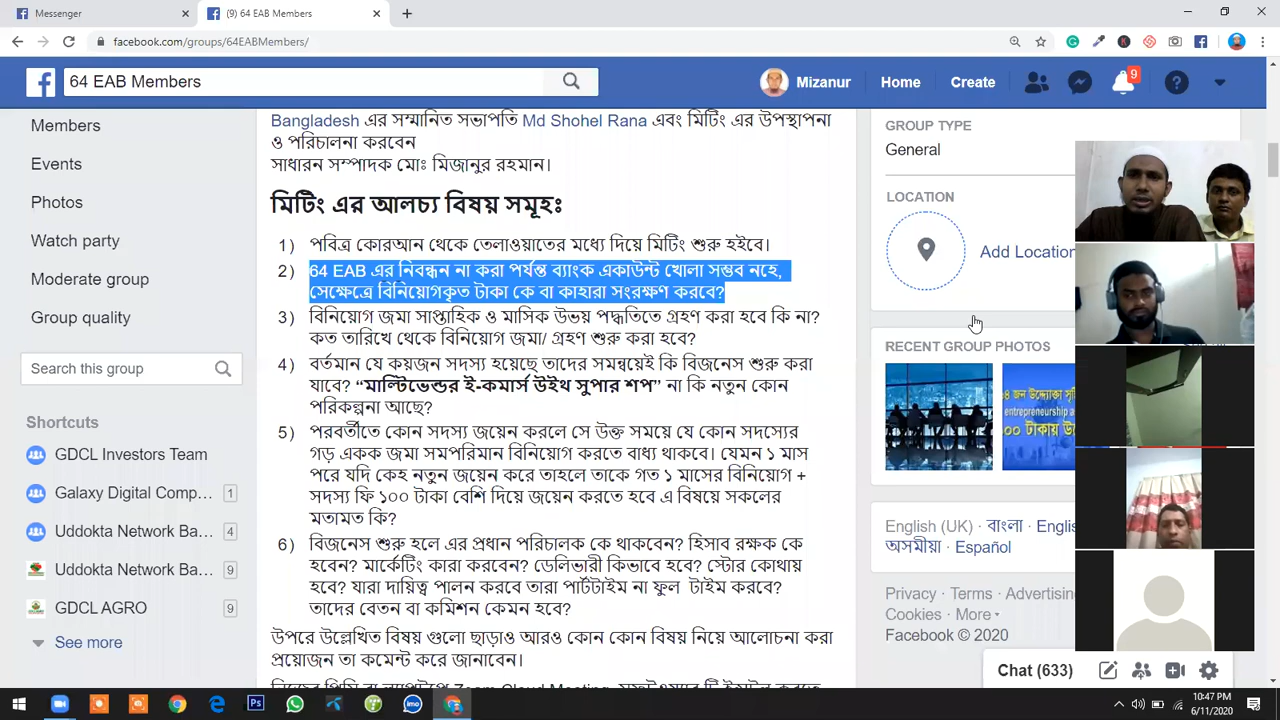 Messenger
(9) 64 EAB Members
facebook.com/groups/64EABMembers/
64 EAB Members
Mizanur
Home
Create
9
Members
Events
Photos
Watch party
Moderate group
Group quality
Search this group
Shortcuts
GDCL Investors Team
Galaxy Digital Comp... 1
Uddokta Network Ba... 4
Uddokta Network Ba... 9
GDCL AGRO 9
See more
Bangladesh এর সম্মানিত সভাপতি Md Shohel Rana এবং মিটিং এর উপস্থাপনা
ও পরিচালনা করবেন
সাধারন সম্পাদক মোঃ মিজানুর রহমান।
মিটিং এর আলচ্য বিষয় সমূহঃ
1) পবিত্র কোরআন থেকে তেলাওয়াতের মধ্যে দিয়ে মিটিং শুরু হইবে।
2) 64 EAB এর নিবন্ধন না করা পর্যন্ত ব্যাংক একাউন্ট খোলা সম্ভব নহে,
সেক্ষেত্রে বিনিয়োগকৃত টাকা কে বা কাহারা সংরক্ষণ করবে?
3) বিনিয়োগ জমা সাপ্তাহিক ও মাসিক উভয় পদ্ধতিতে গ্রহণ করা হবে কি না?
কত তারিখে থেকে বিনিয়োগ জমা/ গ্রহণ শুরু করা হবে?
4) বর্তমান যে কয়জন সদস্য হয়েছে তাদের সমন্বয়েই কি বিজনেস শুরু করা
যাবে? “মাল্টিভেন্ডর ই-কমার্স উইথ সুপার শপ” না কি নতুন কোন
পরিকল্পনা আছে?
5) পরবর্তীতে কোন সদস্য জয়েন করলে সে উক্ত সময়ে যে কোন সদস্যের
গড় একক জমা সমপরিমান বিনিয়োগ করতে বাধ্য থাকবে। যেমন ১ মাস
পরে যদি কেহ নতুন জয়েন করে তাহলে তাকে গত ১ মাসের বিনিয়োগ +
সদস্য ফি ১০০ টাকা বেশি দিয়ে জয়েন করতে হবে এ বিষয়ে সকলের
মতামত কি?
6) বিজনেস শুরু হলে এর প্রধান পরিচালক কে থাকবেন? হিসাব রক্ষক কে
হবেন? মার্কেটিং কারা করবেন? ডেলিভারী কিভাবে হবে? স্টোর কোথায়
হবে? যারা দায়িত্ব পালন করবে তারা পার্টটাইম না ফুল টাইম করবে?
তাদের বেতন বা কমিশন কেমন হবে?
উপরে উল্লেখিত বিষয় গুলো ছাড়াও আরও কোন কোন বিষয় নিয়ে আলোচনা করা
প্রয়োজন তা কমেন্ট করে জানাবেন।
GROUP TYPE
General
LOCATION
Add Location
RECENT GROUP PHOTOS
English (UK) · বাংলা ·
অসমীয়া · Español
Privacy · Terms · Advertising
Cookies · More
Facebook © 2020
Chat (633)
10:47 PM
6/11/2020